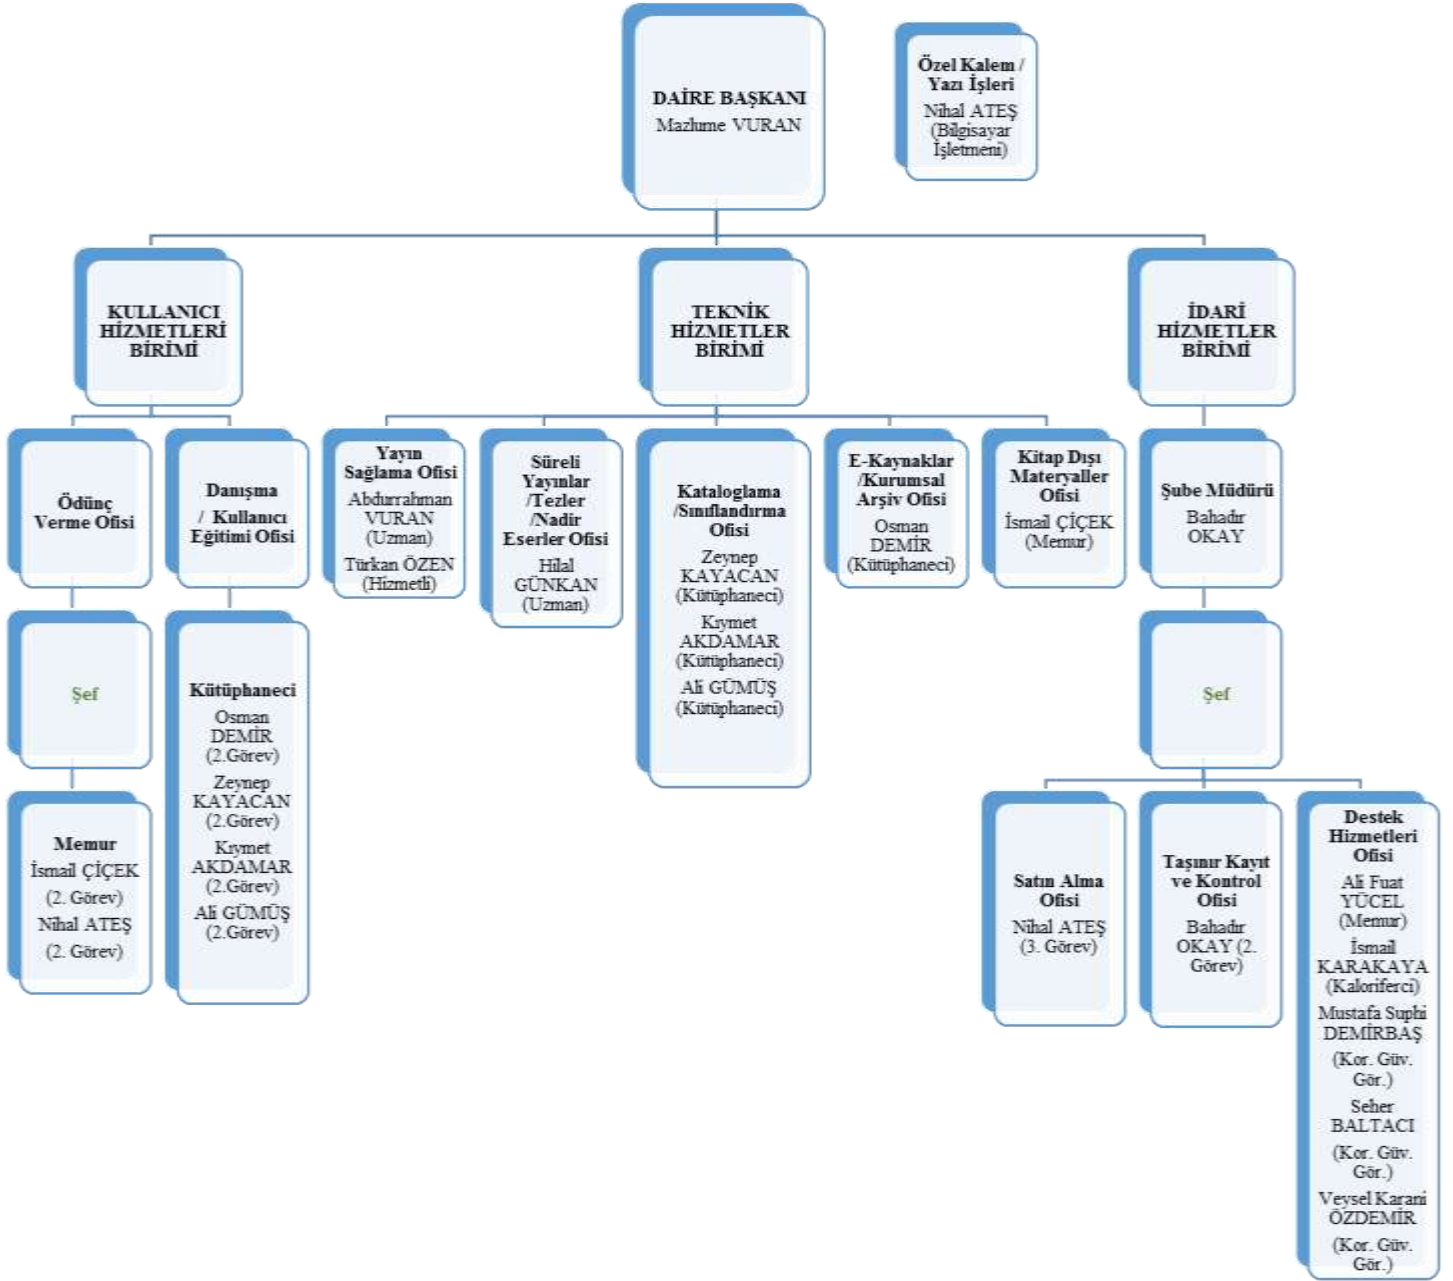 DAİRE BAŞKANI
Mazlume VURAN
Özel Kalem /
Yazı İşleri
Nihal ATEŞ
(Bilgisayar
İşletmeni)
KULLANICI
HİZMETLERİ
BİRİMİ
TEKNİK
HİZMETLER
BİRİMİ
İDARİ
HİZMETLER
BİRİMİ
Ödünç
Verme Ofisi
Danışma
/ Kullanıcı
Eğitimi Ofisi
Yayın
Sağlama Ofisi
Abdurrahman
VURAN
(Uzman)
Türkan ÖZEN
(Hizmetli)
Süreli
Yayınlar
/Tezler
/Nadir
Eserler Ofisi
Hilal
GÜNKAN
(Uzman)
Kataloglama
/Sınıflandırma
Ofisi
Zeynep
KAYACAN
(Kütüphaneci)
Kıymet
AKDAMAR
(Kütüphaneci)
Ali GÜMÜŞ
(Kütüphaneci)
E-Kaynaklar
/Kurumsal
Arşiv Ofisi
Osman
DEMİR
(Kütüphaneci)
Kitap Dışı
Materyaller
Ofisi
İsmail ÇİÇEK
(Memur)
Şube Müdürü
Bahadır
OKAY
Şef
Kütüphaneci
Osman
DEMİR
(2.Görev)
Zeynep
KAYACAN
(2.Görev)
Kıymet
AKDAMAR
(2.Görev)
Ali GÜMÜŞ
(2.Görev)
Şef
Memur
İsmail ÇİÇEK
(2. Görev)
Nihal ATEŞ
(2. Görev)
Satın Alma
Ofisi
Nihal ATEŞ
(3. Görev)
Taşınır Kayıt
ve Kontrol
Ofisi
Bahadır
OKAY (2.
Görev)
Destek
Hizmetleri
Ofisi
Ali Fuat
YÜCEL
(Memur)
İsmail
KARAKAYA
(Kaloriferci)
Mustafa Suphi
DEMİRBAŞ
(Kor. Güv.
Gör.)
Seher
BALTACI
(Kor. Güv.
Gör.)
Veysel Karani
ÖZDEMİR
(Kor. Güv.
Gör.)